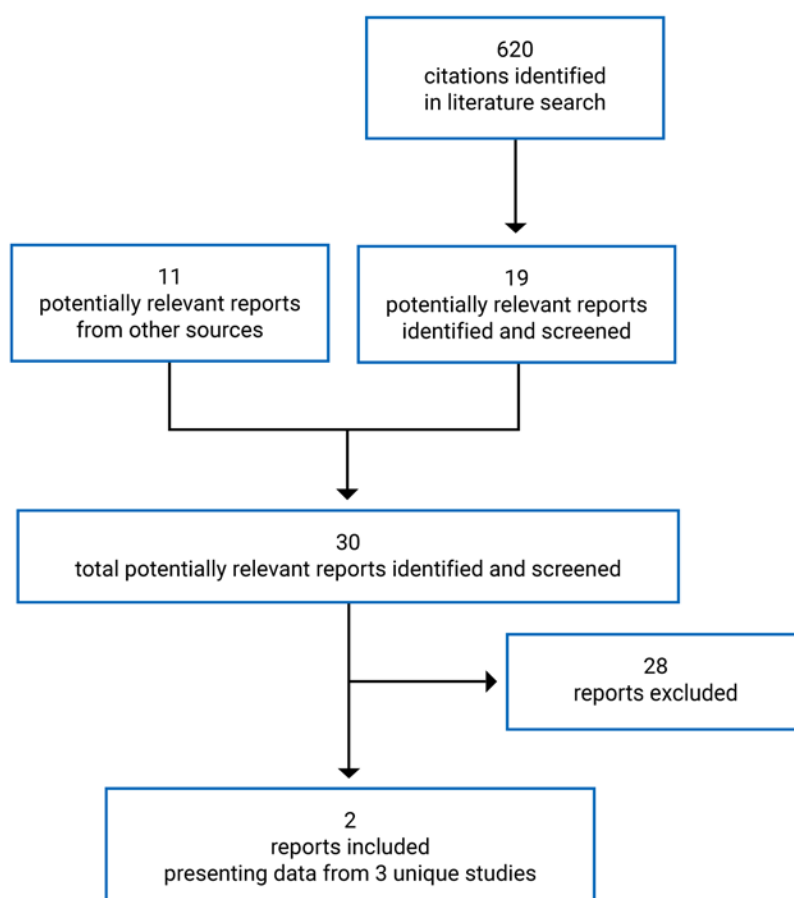 620
citations identified
in literature search
11
potentially relevant reports
from other sources
19
potentially relevant reports
identified and screened
30
total potentially relevant reports identified and screened
28
reports excluded
2
reports included
presenting data from 3 unique studies